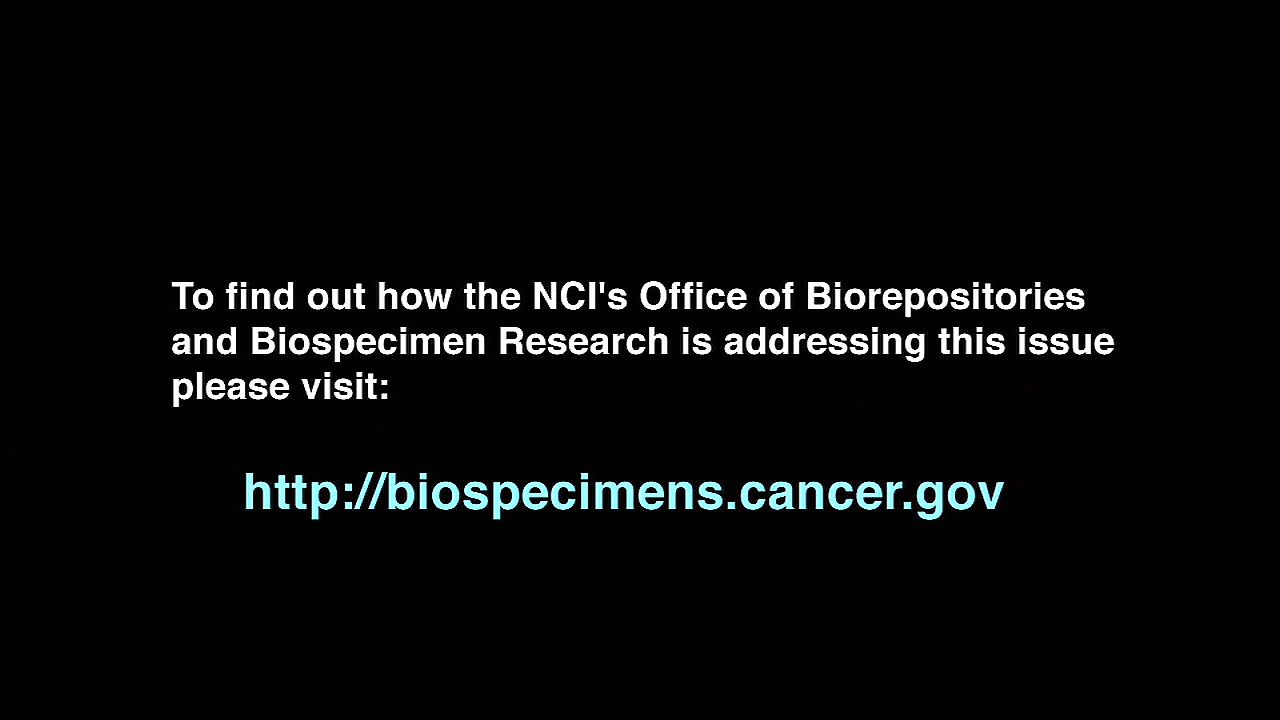 To find out how the NCI's Office of Biorepositories
and Biospecimen Research is addressing this issue
please visit:
http://biospecimens.cancer.gov